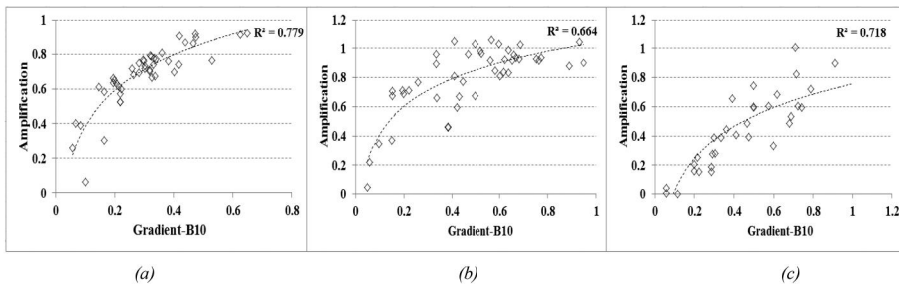 R² = 0.779
Amplification
1
0.8
0.6
0.4
0.2
0
0 0.2 0.4 0.6 0.8
Gradient-B10
(a)
R² = 0.664
Amplification
1.2
1
0.8
0.6
0.4
0.2
0
0 0.2 0.4 0.6 0.8 1
Gradient-B10
(b)
R² = 0.718
Amplification
1.2
1
0.8
0.6
0.4
0.2
0
0 0.2 0.4 0.6 0.8 1 1.2
Gradient-B10
(c)